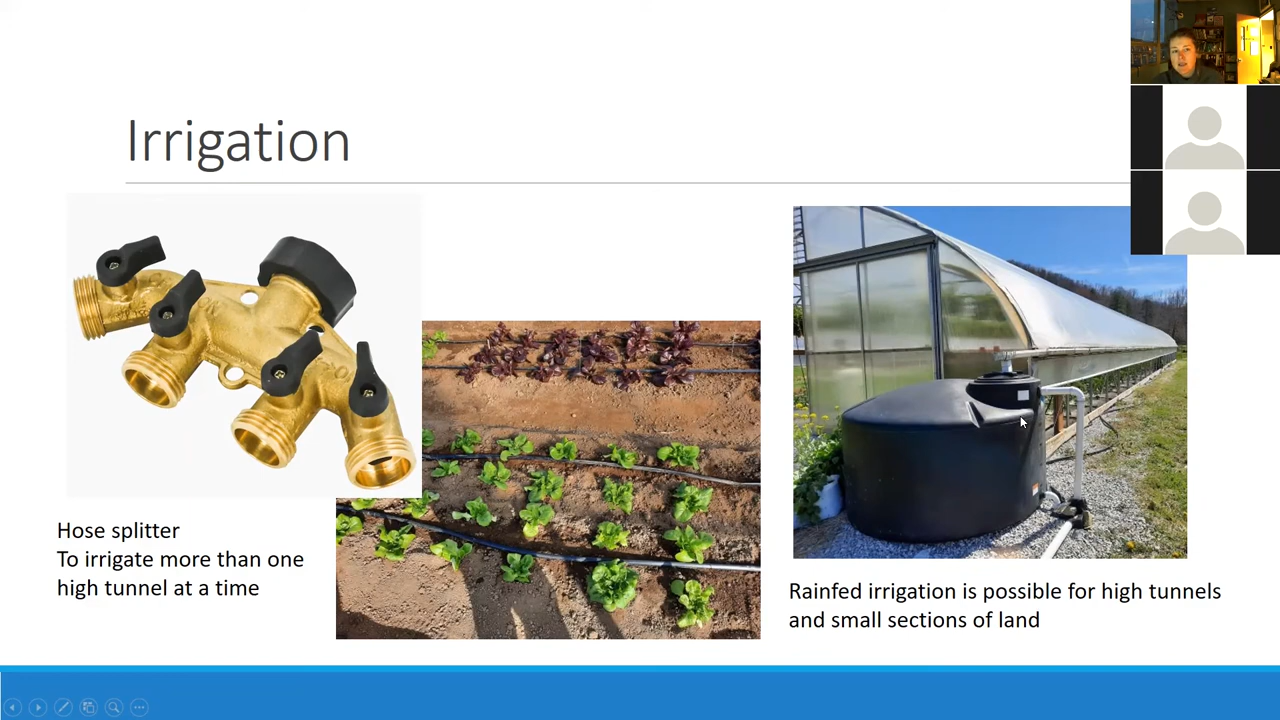 Irrigation
Hose splitter
To irrigate more than one
high tunnel at a time
Rainfed irrigation is possible for high tunnels
and small sections of land